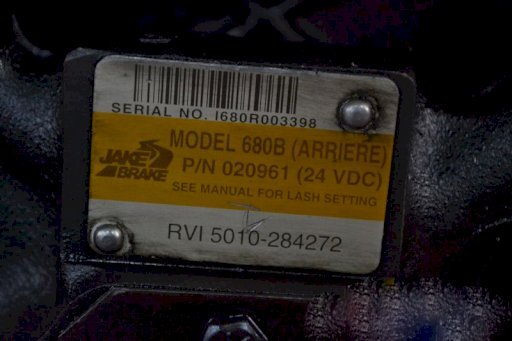 SERIAL NO. I680R003398
MODEL 680B (ARRIERE)
JAKE BRAKE
P/N 020961 (24 VDC)
SEE MANUAL FOR LASH SETTING
RVI 5010-284272